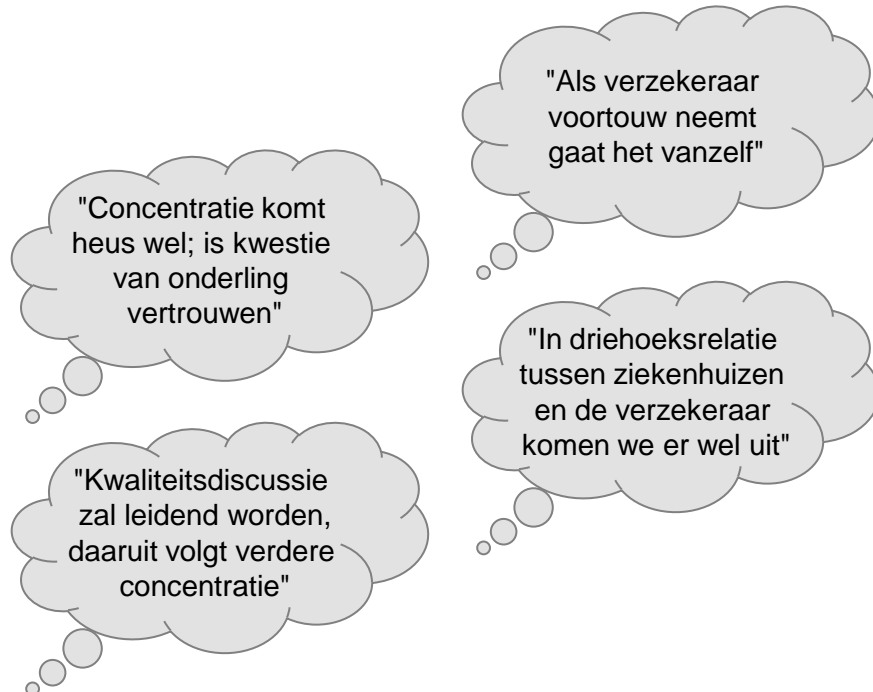 "Als verzekeraar
voortouw neemt
gaat het vanzelf"
"Concentratie komt
heus wel; is kwestie
van onderling
vertrouwen"
"In driehoeksrelatie
tussen ziekenhuizen
en de verzekeraar
komen we er wel uit"
"Kwaliteitsdiscussie
zal leidend worden,
daaruit volgt verdere
concentratie"